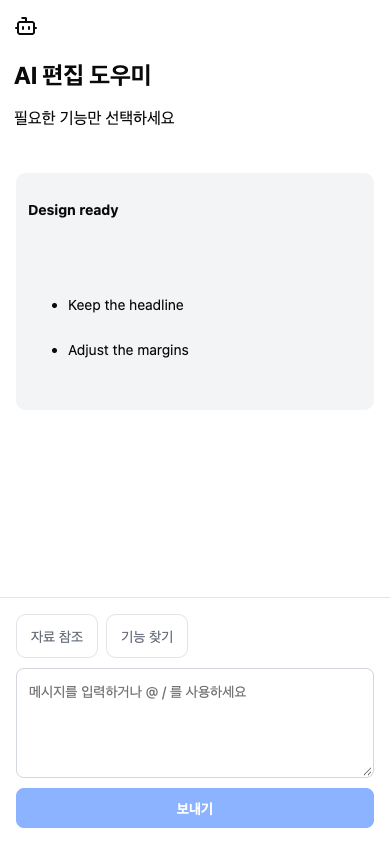 AI 편집 도우미
필요한 기능만 선택하세요
Design ready
• Keep the headline
• Adjust the margins
자료 참조
기능 찾기
메시지를 입력하거나 @ / 를 사용하세요
보내기